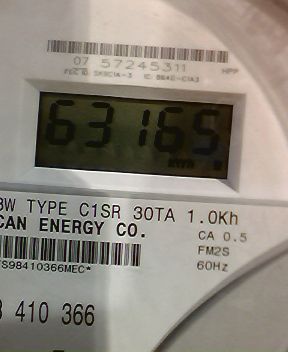 07 57245311
HPP
63165
KWH
3W TYPE C1SR 30TA 1.0Kh
CAN ENERGY CO.
CA 0.5
FM2S
60Hz
S98410366MEC*
410 366